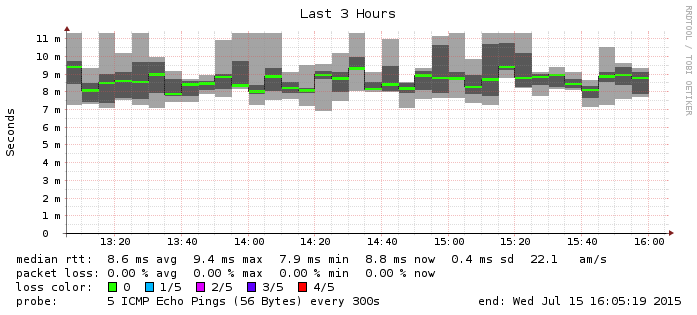 Last 3 Hours
RRDTOOL / TOBI OETIKER
Seconds
11 m
10 m
9 m
8 m
7 m
6 m
5 m
4 m
3 m
2 m
1 m
0
13:20 13:40 14:00 14:20 14:40 15:00 15:20 15:40 16:00
median rtt: 8.6 ms avg 9.4 ms max 7.9 ms min 8.8 ms now 0.4 ms sd 22.1 am/s
packet loss: 0.00 % avg 0.00 % max 0.00 % min 0.00 % now
loss color: 0 1/5 2/5 3/5 4/5
probe: 5 ICMP Echo Pings (56 Bytes) every 300s end: Wed Jul 15 16:05:19 2015